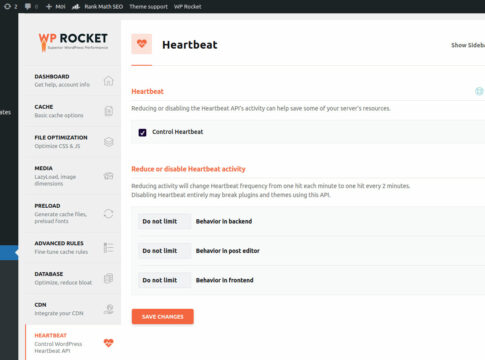 2
0
Νέο
Rank Math SEO
Theme support
WP Rocket
WP ROCKET
Superior WordPress Performance
Heartbeat
Show Sideba
DASHBOARD
Get help, account info
CACHE
Basic cache options
FILE OPTIMIZATION
Optimize CSS & JS
MEDIA
LazyLoad, image
dimensions
PRELOAD
Generate cache files,
preload fonts
ADVANCED RULES
Fine-tune cache rules
DATABASE
Optimize, reduce bloat
CDN
Integrate your CDN
HEARTBEAT
Control WordPress
Heartbeat API
ates
Heartbeat
Reducing or disabling the Heartbeat API's activity can help save some of your server's resources.
Control Heartbeat
Reduce or disable Heartbeat activity
Reducing activity will change Heartbeat frequency from one hit each minute to one hit every 2 minutes.
Disabling Heartbeat entirely may break plugins and themes using this API.
Do not limit Behavior in backend
Do not limit Behavior in post editor
Do not limit Behavior in frontend
SAVE CHANGES